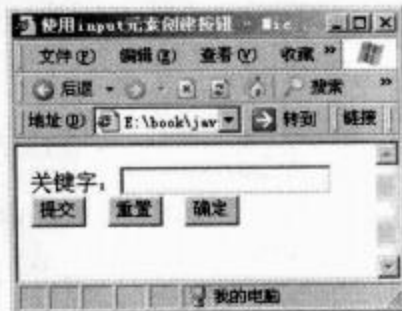 使用input元素创建按钮 - Mic
文件(F) 编辑(E) 查看(V) 收藏 »
后退 搜索 »
地址(D) E:\book\jav 转到 链接
关键字:
提交 重置 确定
我的电脑